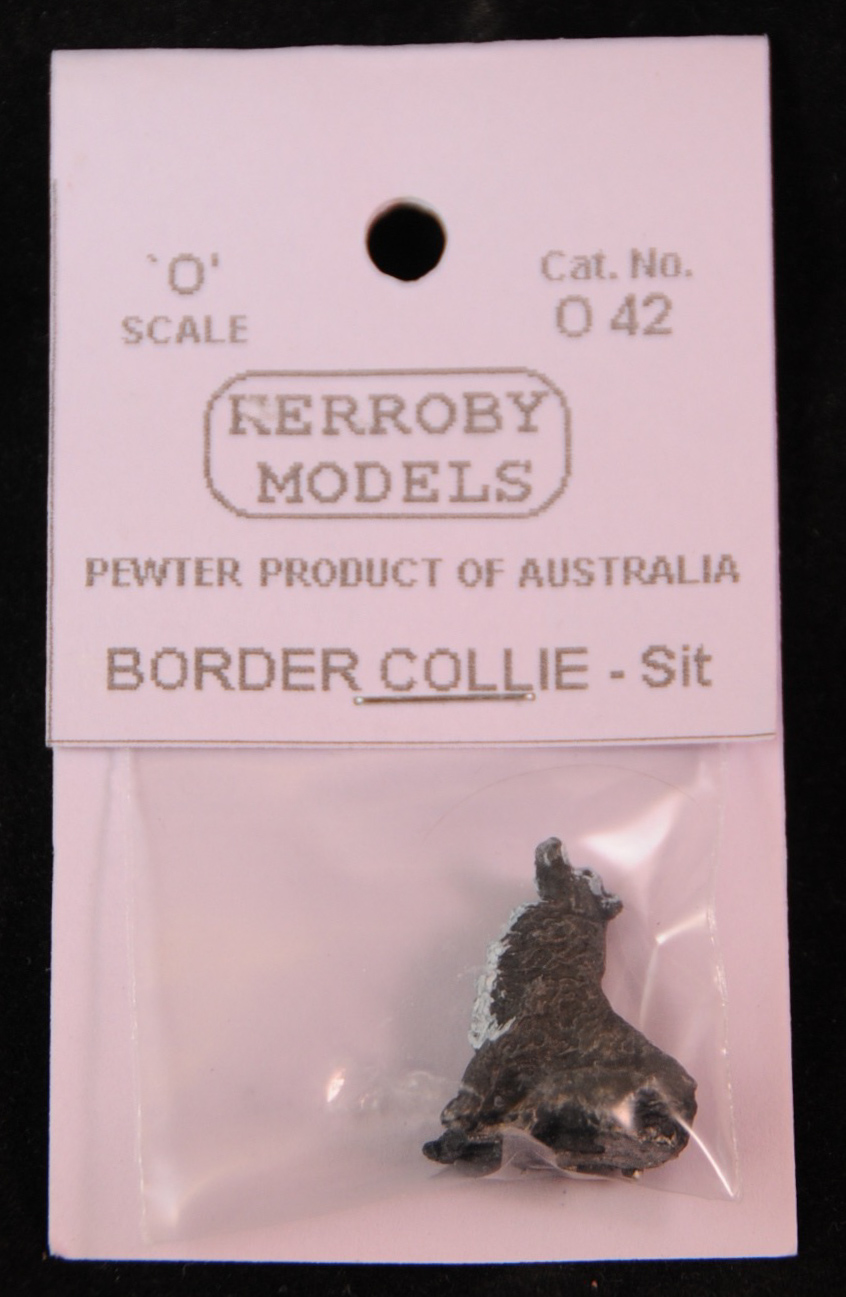 `O'
SCALE
Cat. No.
O 42
KERROBY
MODELS
PEWTER PRODUCT OF AUSTRALIA
BORDER COLLIE - Sit